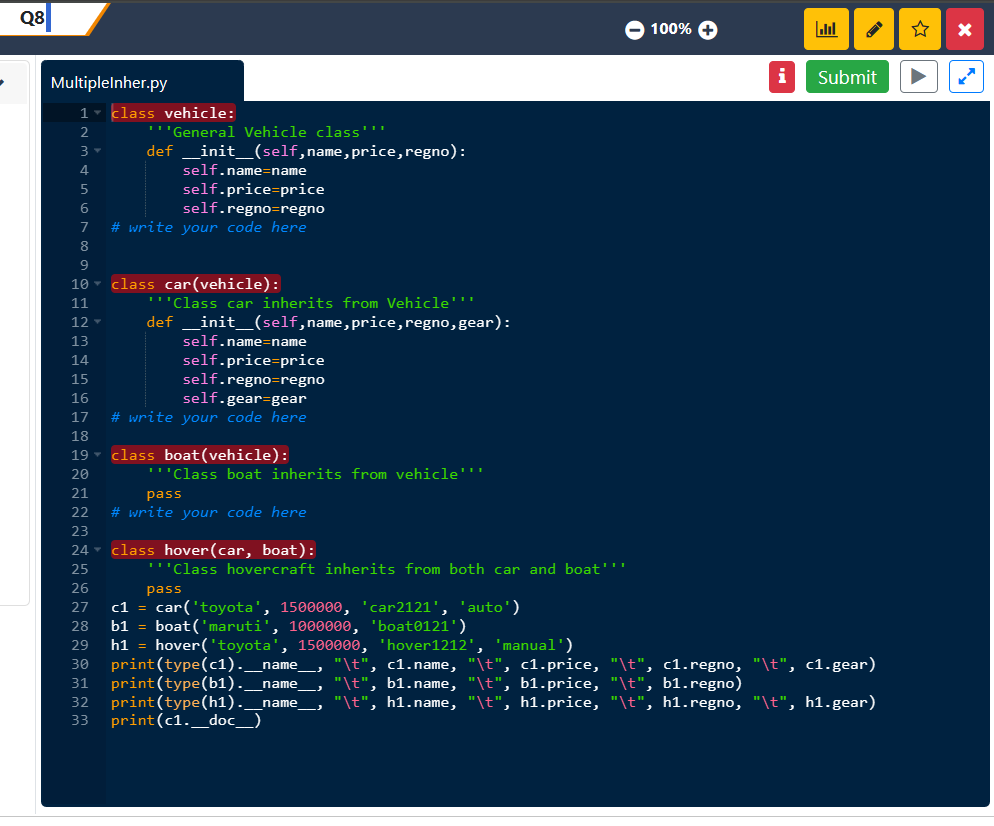 Q8
100%
MultipleInher.py
i
Submit
1 class vehicle:
2     '''General Vehicle class'''
3     def __init__(self,name,price,regno):
4         self.name=name
5         self.price=price
6         self.regno=regno
7 # write your code here
8
9
10 class car(vehicle):
11     '''Class car inherits from Vehicle'''
12     def __init__(self,name,price,regno,gear):
13         self.name=name
14         self.price=price
15         self.regno=regno
16         self.gear=gear
17 # write your code here
18
19 class boat(vehicle):
20     '''Class boat inherits from vehicle'''
21     pass
22 # write your code here
23
24 class hover(car, boat):
25     '''Class hovercraft inherits from both car and boat'''
26     pass
27 c1 = car('toyota', 1500000, 'car2121', 'auto')
28 b1 = boat('maruti', 1000000, 'boat0121')
29 h1 = hover('toyota', 1500000, 'hover1212', 'manual')
30 print(type(c1).__name__, "\t", c1.name, "\t", c1.price, "\t", c1.regno, "\t", c1.gear)
31 print(type(b1).__name__, "\t", b1.name, "\t", b1.price, "\t", b1.regno)
32 print(type(h1).__name__, "\t", h1.name, "\t", h1.price, "\t", h1.regno, "\t", h1.gear)
33 print(c1.__doc__)